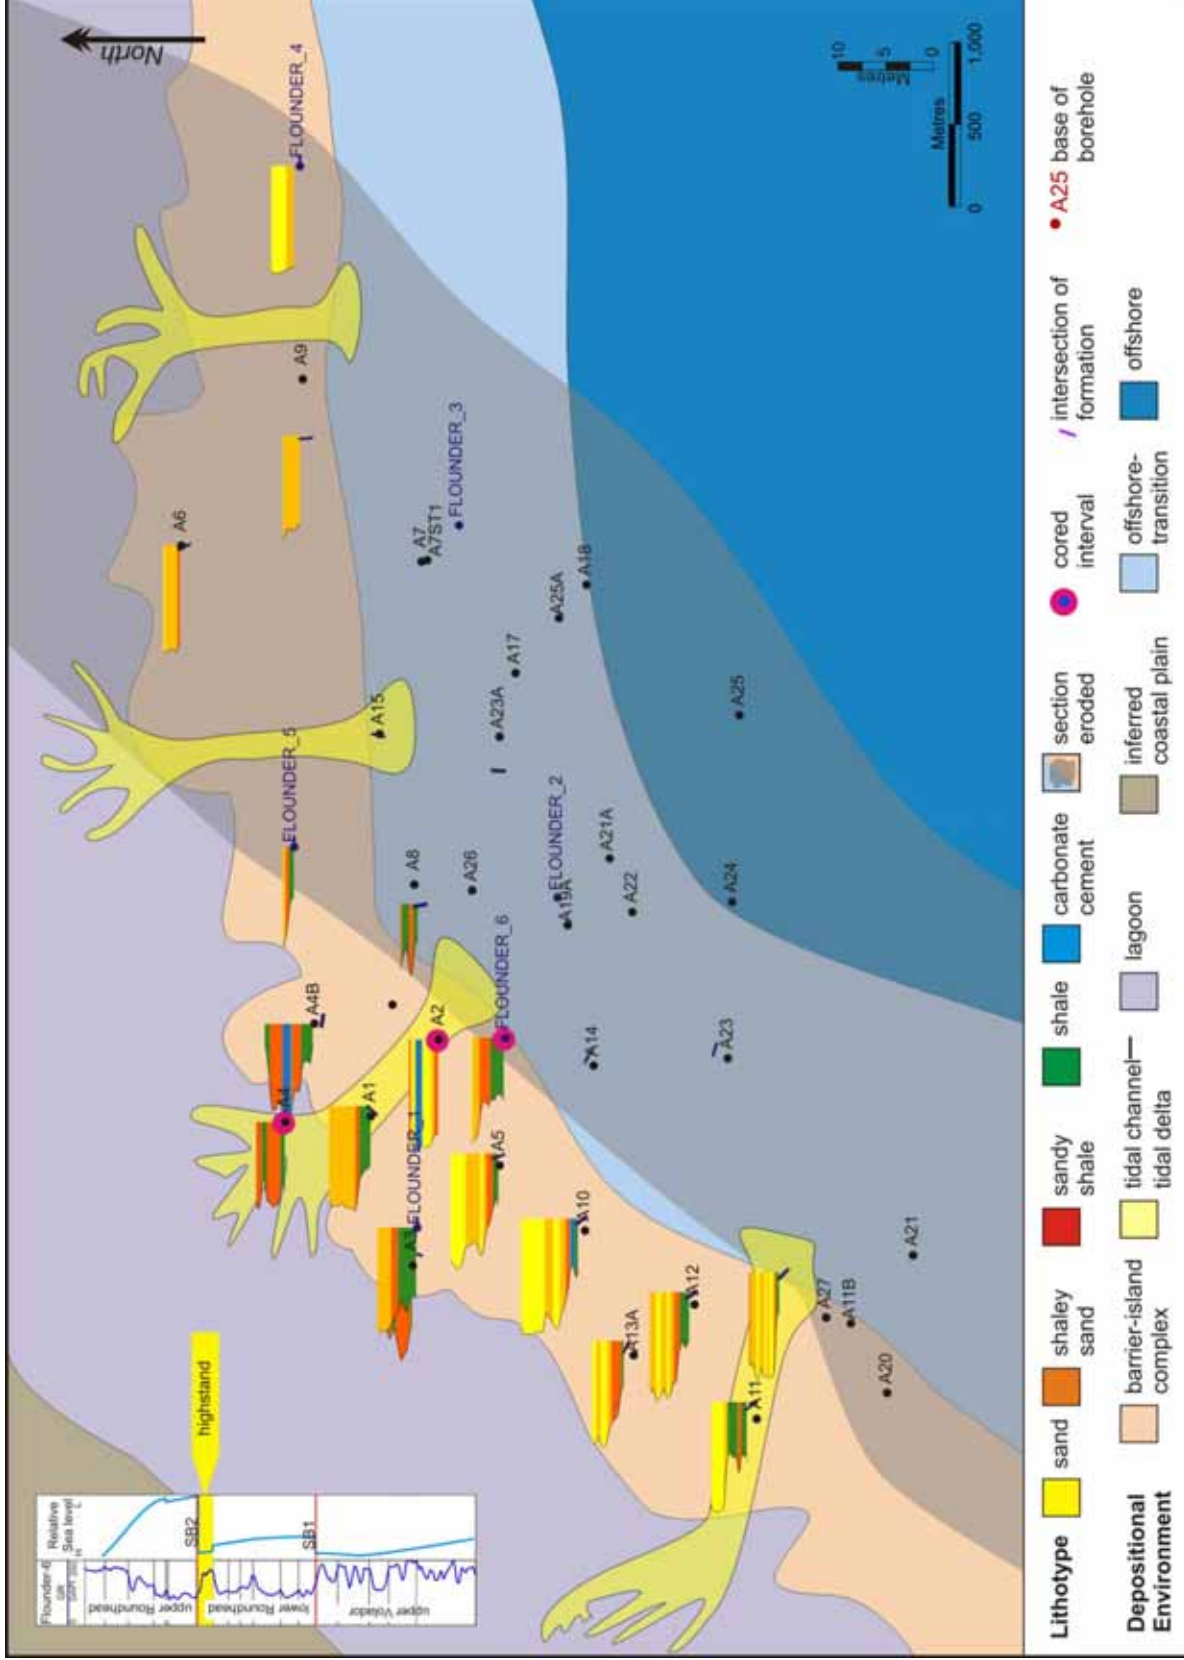 North
FLOUNDER_4
A9
A6
FLOUNDER_3
A7
A7ST1
A18
A25A
A17
A23A
A15
A25
FLOUNDER_5
FLOUNDER_2
A19A
A21A
A22
A24
A8
A26
FLOUNDER_6
A4B
A2
A14
A23
A4
A1
FLOUNDER_1
A3
A5
A10
A12
A13A
A11
A27
A11B
A21
A20
10
5
0
Metres
Metres
0
500
1,000
highstand
Flounder-6
GR
Relative
Sea level
H
L
SB2
SB1
upper Roundhead
lower Roundhead
upper Volador
Lithotype
sand
shaley
sand
sandy
shale
shale
carbonate
cement
section
eroded
cored
interval
intersection of
formation
A25 base of
borehole
Depositional
Environment
barrier-island
complex
tidal channel—
tidal delta
lagoon
inferred
coastal plain
offshore-
transition
offshore